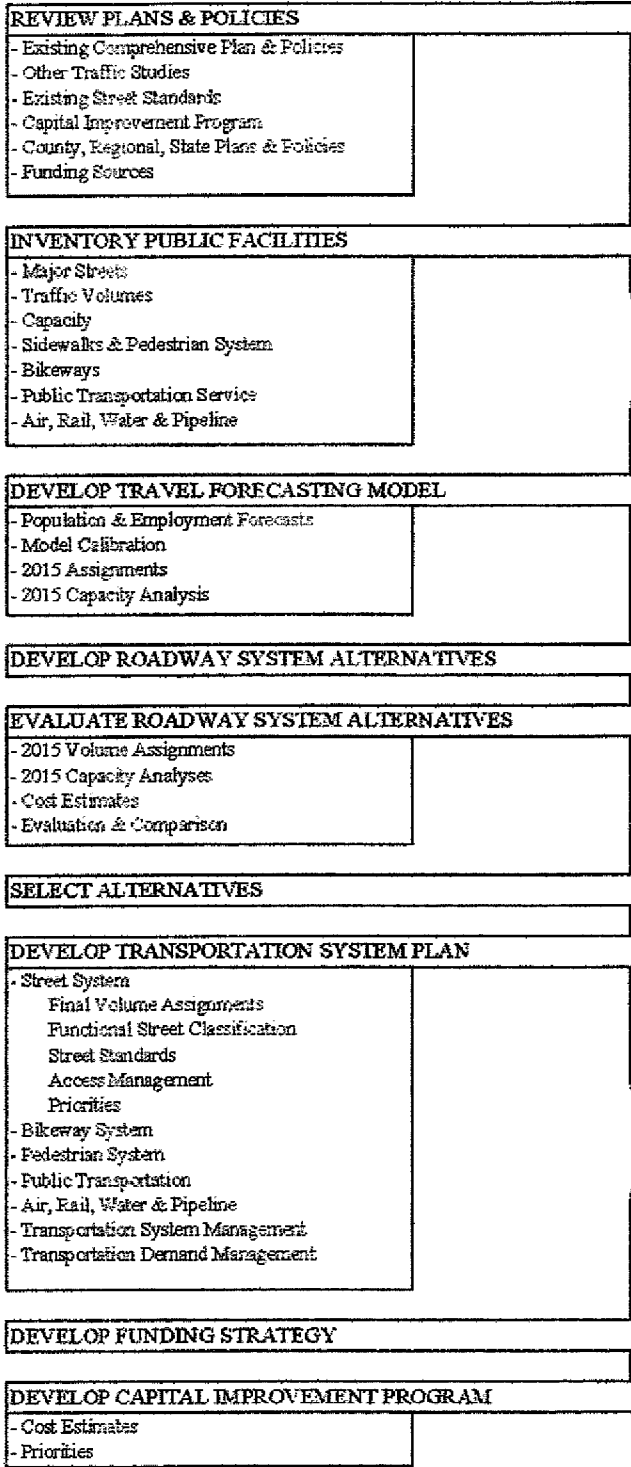 REVIEW PLANS & POLICIES
- Existing Comprehensive Plan & Policies
- Other Traffic Studies
- Existing Street Standards
- Capital Improvement Program
- County, Regional, State Plans & Policies
- Funding Sources
INVENTORY PUBLIC FACILITIES
- Major Streets
- Traffic Volumes
- Capacity
- Sidewalks & Pedestrian System
- Bikeways
- Public Transportation Service
- Air, Rail, Water & Pipeline
DEVELOP TRAVEL FORECASTING MODEL
- Population & Employment Forecasts
- Model Calibration
- 2015 Assignments
- 2015 Capacity Analysis
DEVELOP ROADWAY SYSTEM ALTERNATIVES
EVALUATE ROADWAY SYSTEM ALTERNATIVES
- 2015 Volume Assignments
- 2015 Capacity Analyses
- Cost Estimates
- Evaluation & Comparison
SELECT ALTERNATIVES
DEVELOP TRANSPORTATION SYSTEM PLAN
- Street System
Final Volume Assignments
Functional Street Classification
Street Standards
Access Management
Priorities
- Bikeway System
- Pedestrian System
- Public Transportation
- Air, Rail, Water & Pipeline
- Transportation System Management
- Transportation Demand Management
DEVELOP FUNDING STRATEGY
DEVELOP CAPITAL IMPROVEMENT PROGRAM
- Cost Estimates
- Priorities